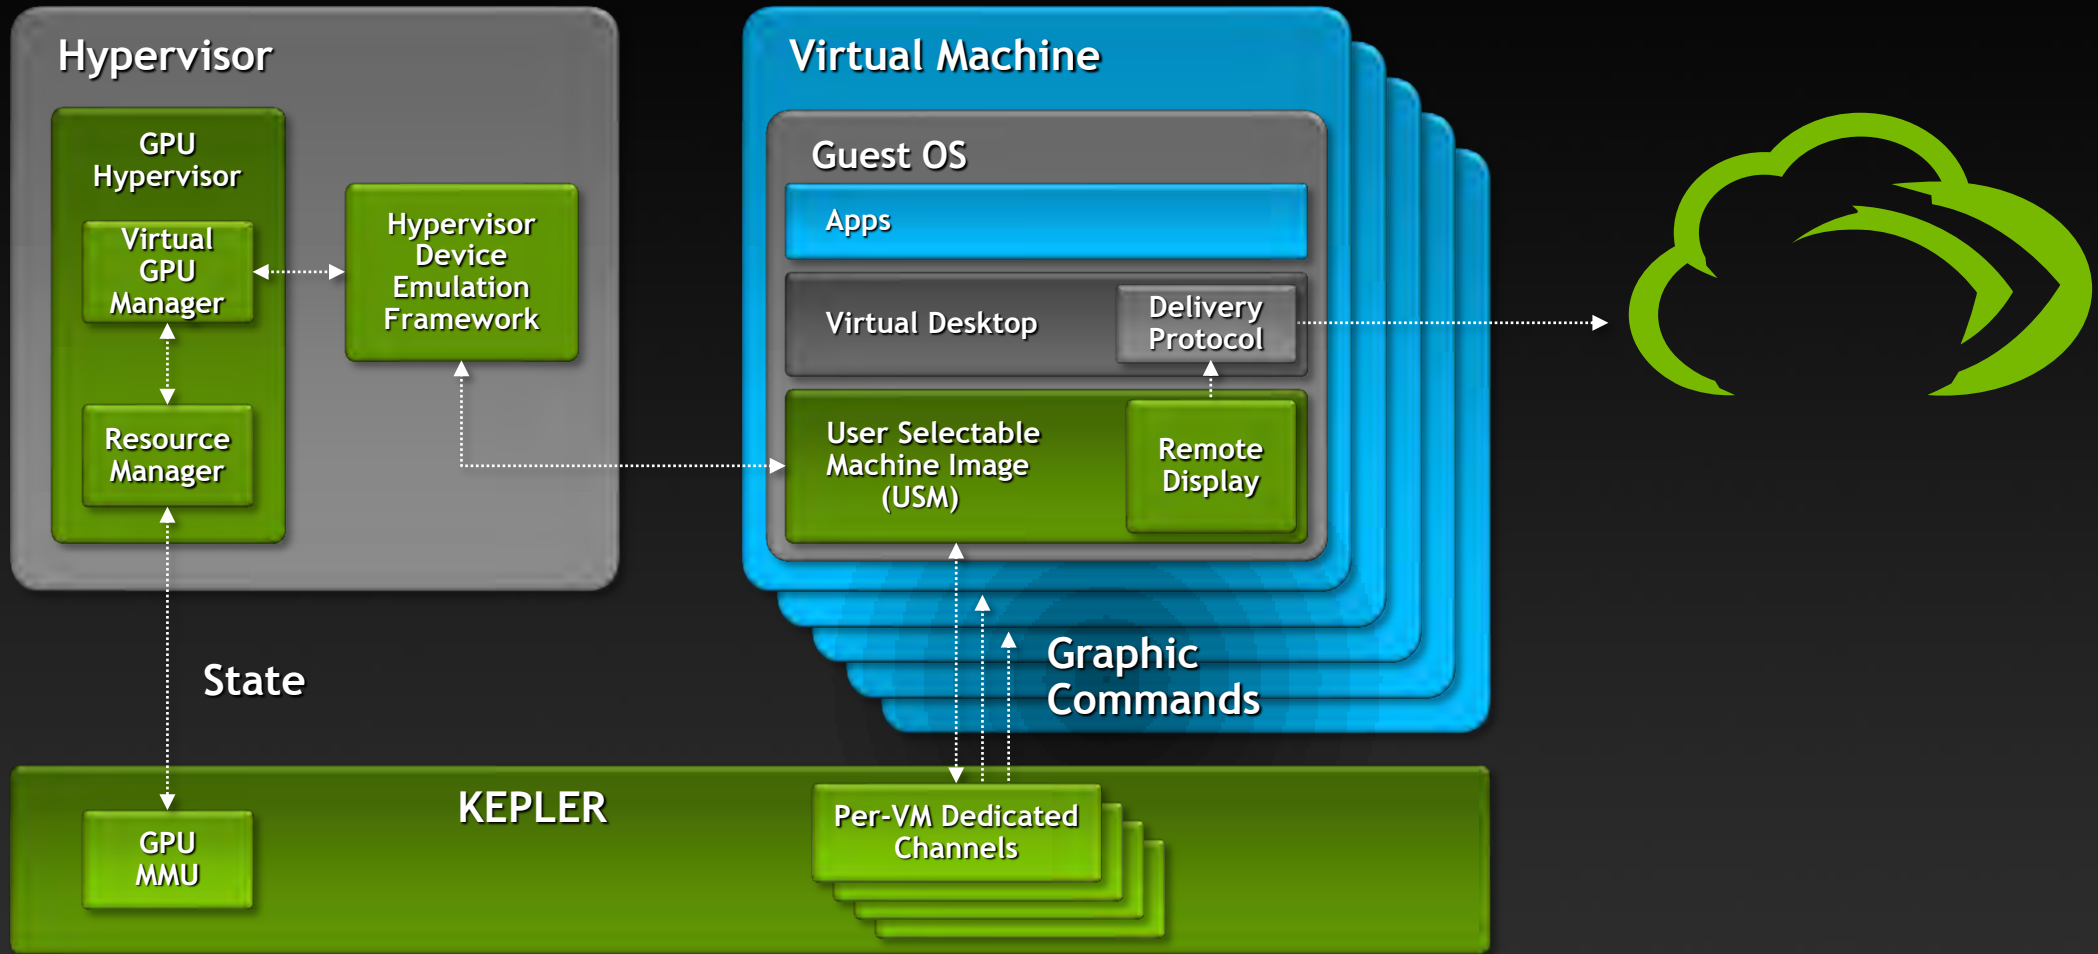 Hypervisor
GPU
Hypervisor
Virtual
GPU
Manager
Resource
Manager
Hypervisor
Device
Emulation
Framework
State
Virtual Machine
Guest OS
Apps
Virtual Desktop
Delivery
Protocol
User Selectable
Machine Image
(USM)
Remote
Display
Graphic
Commands
KEPLER
GPU
MMU
Per-VM Dedicated
Channels